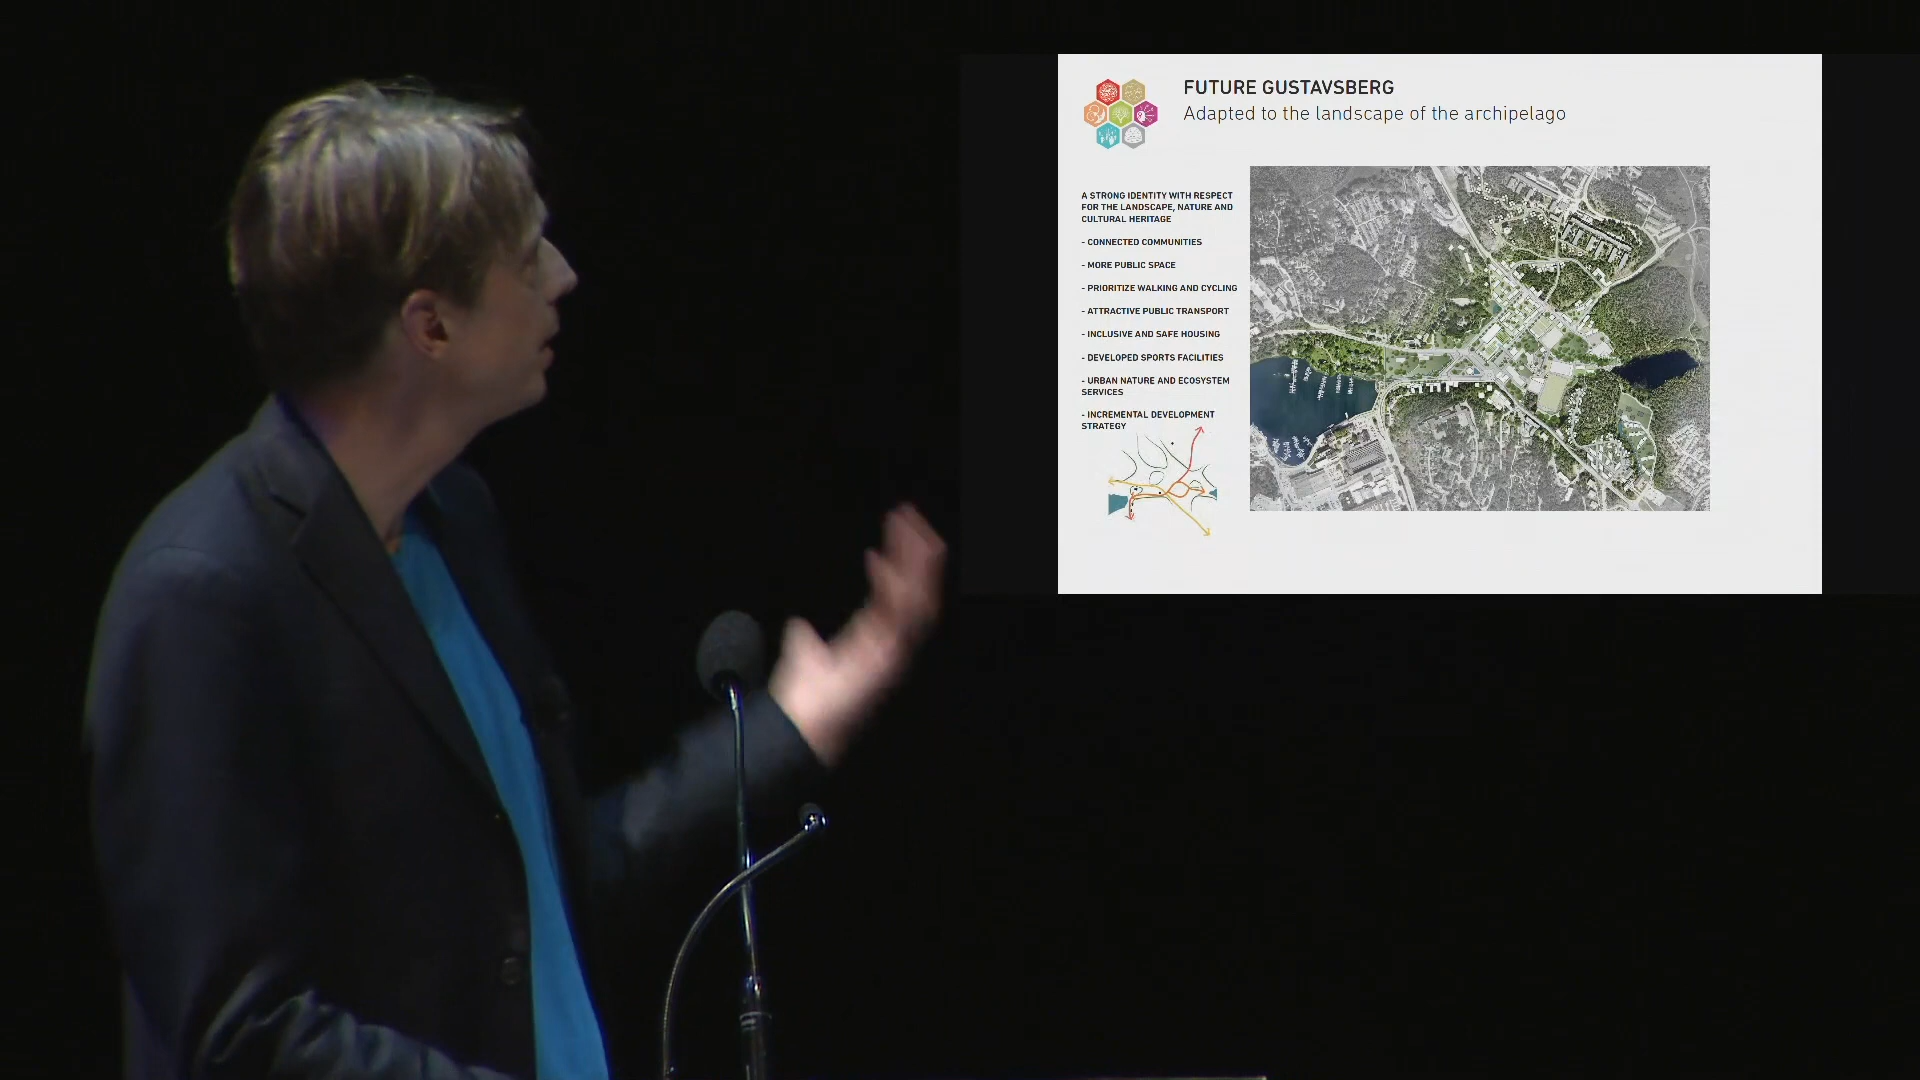 FUTURE GUSTAVSBERG
Adapted to the landscape of the archipelago
A STRONG IDENTITY WITH RESPECT
FOR THE LANDSCAPE, NATURE AND
CULTURAL HERITAGE
- CONNECTED COMMUNITIES
- MORE PUBLIC SPACE
- PRIORITIZE WALKING AND CYCLING
- ATTRACTIVE PUBLIC TRANSPORT
- INCLUSIVE AND SAFE HOUSING
- DEVELOPED SPORTS FACILITIES
- URBAN NATURE AND ECOSYSTEM
SERVICES
- INCREMENTAL DEVELOPMENT
STRATEGY